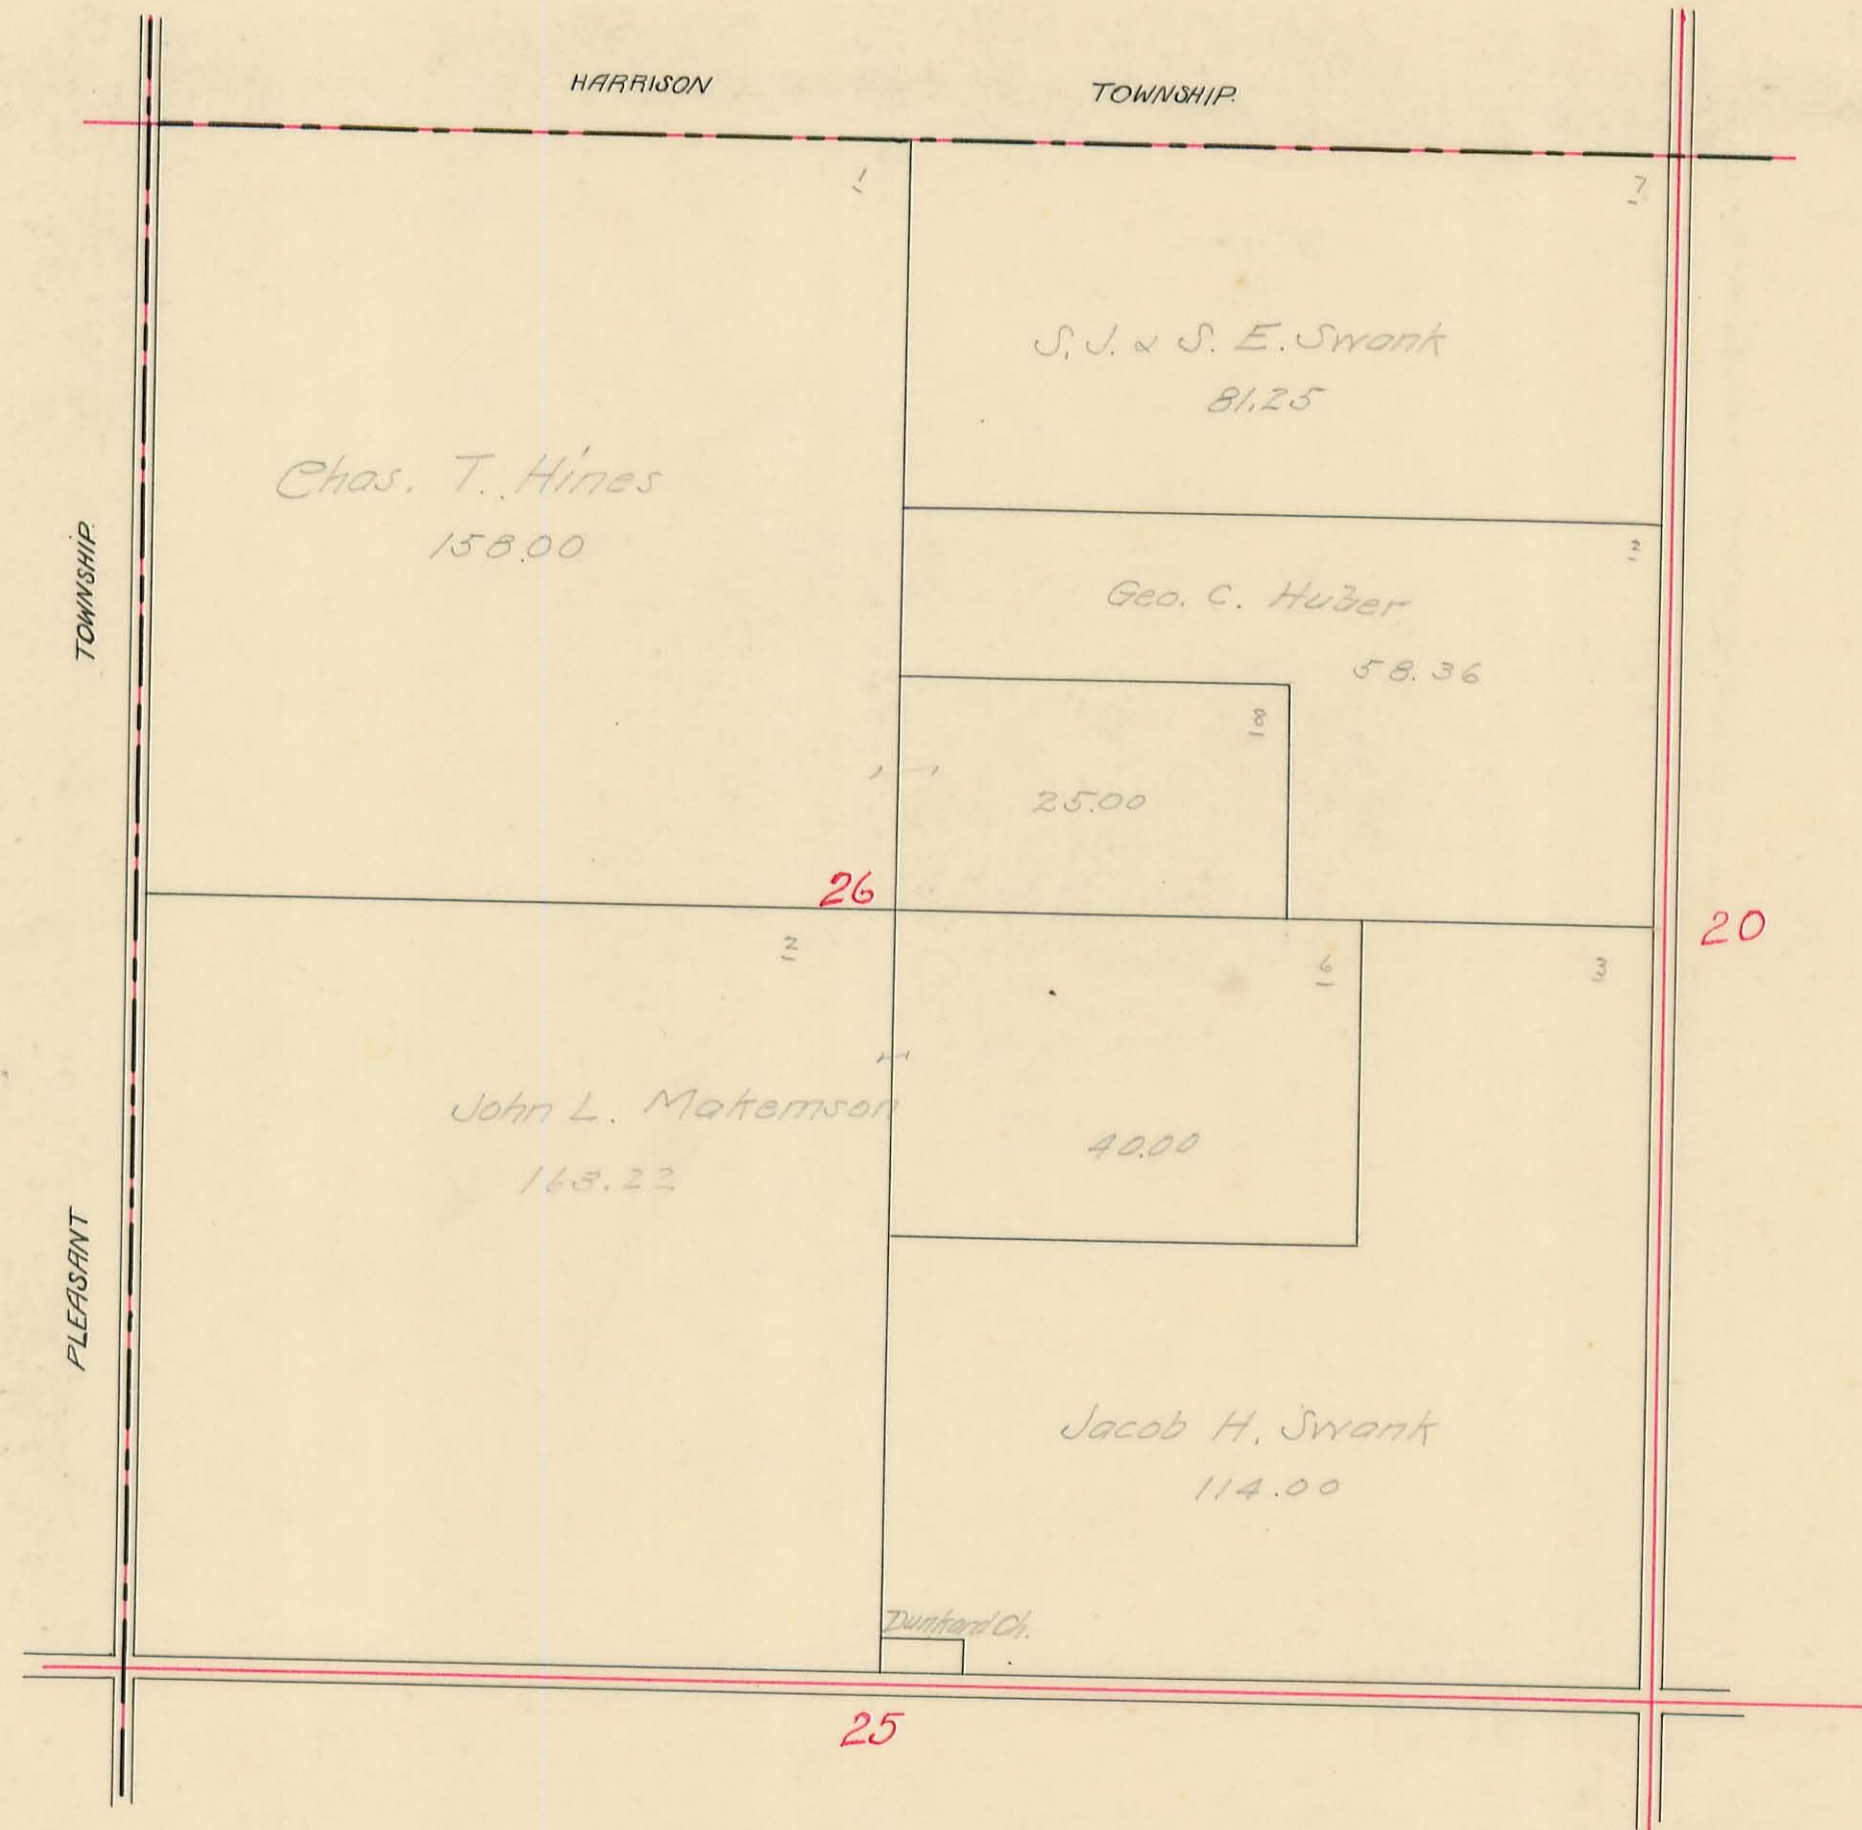 HARRISON TOWNSHIP.
1
7
S. J. & S. E. Swank
81.25
Chas. T. Hines
158.00
TOWNSHIP
2
Geo. C. Huber
58.36
8
25.00
26
20
2
6
3
John L. Makemson
163.22
40.00
PLEASANT
Jacob H. Swank
114.00
Dunkard Ch.
25